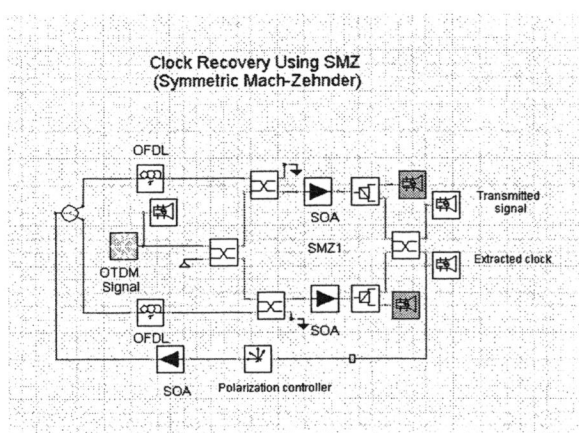 Clock Recovery Using SMZ
(Symmetric Mach-Zehnder)
OFDL
SOA
Transmitted
signal
OTDM
Signal
SMZ1
Extracted clock
OFDL
SOA
SOA
Polarization controller